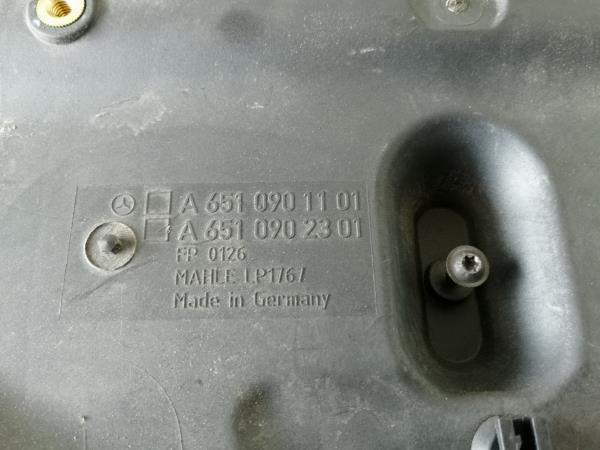 A 651 090 11 01
A 651 090 23 01
FP 0126
MAHLE LP1767
Made in Germany